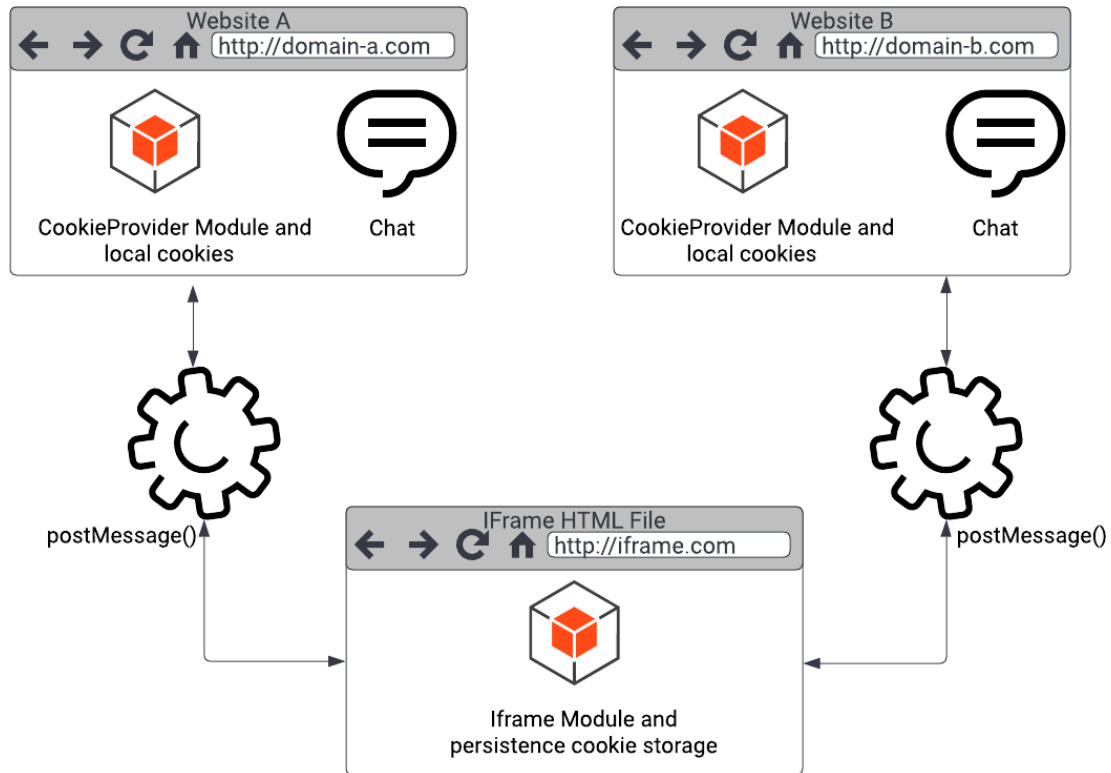 Website A
http://domain-a.com
CookieProvider Module and
local cookies
Chat
Website B
http://domain-b.com
CookieProvider Module and
local cookies
Chat
postMessage()
postMessage()
IFrame HTML File
http://iframe.com
Iframe Module and
persistence cookie storage